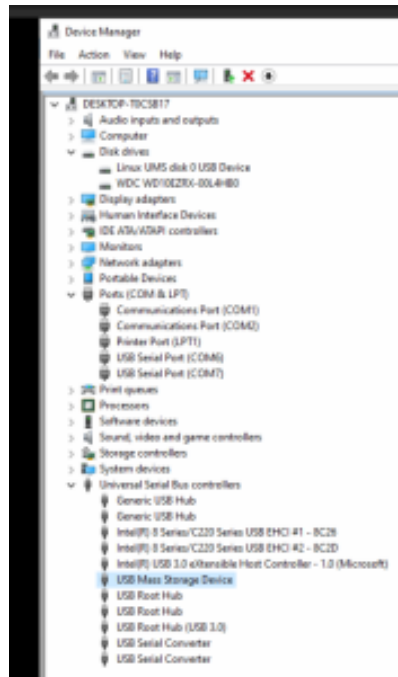 Device Manager
File Action View Help
DESKTOP-T0CSB17
Audio inputs and outputs
Computer
Disk drives
Linux UMS disk 0 USB Device
WDC WD10EZRX-00L4HB0
Display adapters
Human Interface Devices
IDE ATA/ATAPI controllers
Monitors
Network adapters
Portable Devices
Ports (COM & LPT)
Communications Port (COM1)
Communications Port (COM2)
Printer Port (LPT1)
USB Serial Port (COM6)
USB Serial Port (COM7)
Print queues
Processors
Software devices
Sound, video and game controllers
Storage controllers
System devices
Universal Serial Bus controllers
Generic USB Hub
Generic USB Hub
Intel(R) 8 Series/C220 Series USB EHCI #1 - 8C26
Intel(R) 8 Series/C220 Series USB EHCI #2 - 8C2D
Intel(R) USB 3.0 eXtensible Host Controller - 1.0 (Microsoft)
USB Mass Storage Device
USB Root Hub
USB Root Hub
USB Root Hub (USB 3.0)
USB Serial Converter
USB Serial Converter